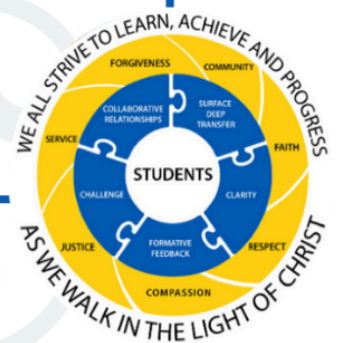 WE ALL STRIVE TO LEARN, ACHIEVE AND PROGRESS
FORGIVENESS
COMMUNITY
FAITH
RESPECT
COMPASSION
JUSTICE
SERVICE
COLLABORATIVE
RELATIONSHIPS
SURFACE
DEEP
TRANSFER
CLARITY
FORMATIVE
FEEDBACK
CHALLENGE
STUDENTS
AS WE WALK IN THE LIGHT OF CHRIST